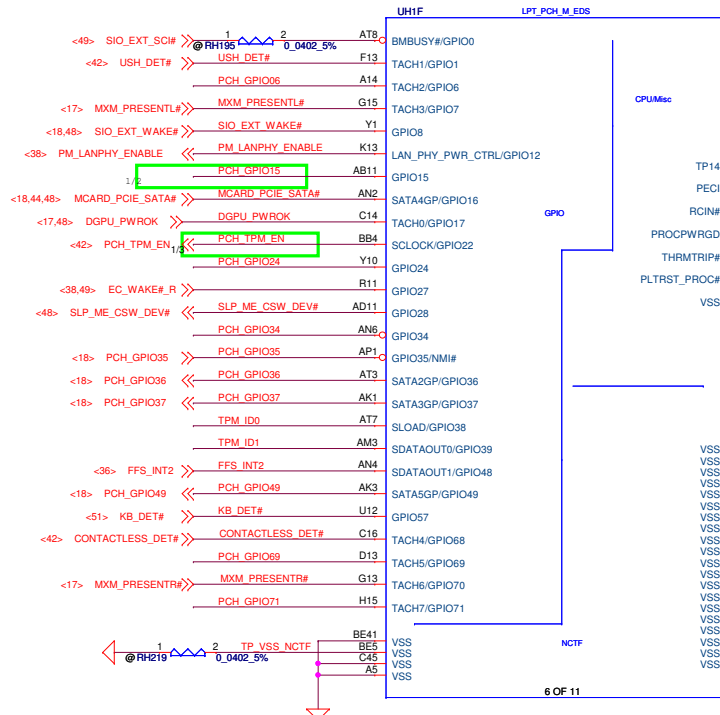 UH1F LPT_PCH_M_EDS
<49> SIO_EXT_SCI# 1 2 AT8 BMBUSY#/GPIO0
@RH195 0_0402_5%
<42> USH_DET# USH_DET# F13 TACH1/GPIO1
PCH_GPIO06 A14 TACH2/GPIO6
CPU/Misc
<17> MXM_PRESENTL# MXM_PRESENTL# G15 TACH3/GPIO7
<18,48> SIO_EXT_WAKE# SIO_EXT_WAKE# Y1 GPIO8
<38> PM_LANPHY_ENABLE PM_LANPHY_ENABLE K13 LAN_PHY_PWR_CTRL/GPIO12
TP14
1/2 PCH_GPIO15 AB11 GPIO15
PECI
<18,44,48> MCARD_PCIE_SATA# MCARD_PCIE_SATA# AN2 SATA4GP/GPIO16
GPIO RCIN#
<17,48> DGPU_PWROK DGPU_PWROK C14 TACH0/GPIO17
PROCPWRGD
<42> PCH_TPM_EN 1/3 PCH_TPM_EN BB4 SCLOCK/GPIO22
THRMTRIP#
PCH_GPIO24 Y10 GPIO24
PLTRST_PROC#
<38,49> EC_WAKE#_R R11 GPIO27
VSS
<48> SLP_ME_CSW_DEV# SLP_ME_CSW_DEV# AD11 GPIO28
PCH_GPIO34 AN6 GPIO34
<18> PCH_GPIO35 PCH_GPIO35 AP1 GPIO35/NMI#
<18> PCH_GPIO36 PCH_GPIO36 AT3 SATA2GP/GPIO36
<18> PCH_GPIO37 PCH_GPIO37 AK1 SATA3GP/GPIO37
TPM_ID0 AT7 SLOAD/GPIO38
TPM_ID1 AM3 SDATAOUT0/GPIO39
VSS
VSS
<36> FFS_INT2 FFS_INT2 AN4 SDATAOUT1/GPIO48
VSS
VSS
<18> PCH_GPIO49 PCH_GPIO49 AK3 SATA5GP/GPIO49
VSS
VSS
<51> KB_DET# KB_DET# U12 GPIO57
VSS
VSS
<42> CONTACTLESS_DET# CONTACTLESS_DET# C16 TACH4/GPIO68
VSS
VSS
PCH_GPIO69 D13 TACH5/GPIO69
VSS
VSS
<17> MXM_PRESENTR# MXM_PRESENTR# G13 TACH6/GPIO70
VSS
VSS
PCH_GPIO71 H15 TACH7/GPIO71
VSS
VSS
VSS
BE41 VSS
NCTF VSS
1 2 TP_VSS_NCTF BE5 VSS
VSS
@RH219 0_0402_5% C45 VSS
VSS
A5 VSS
6 OF 11